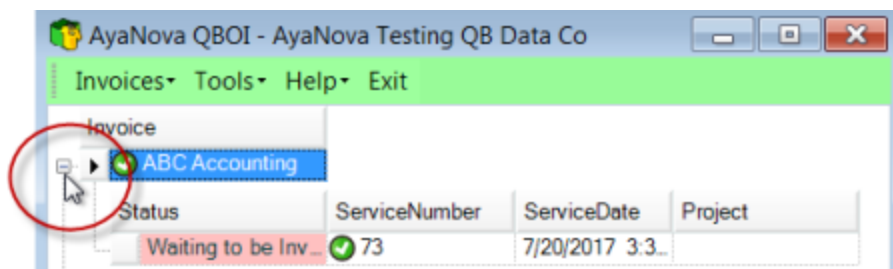 AyaNova QBOI - AyaNova Testing QB Data Co
Invoices Tools Help Exit
Invoice
ABC Accounting
Status ServiceNumber ServiceDate Project
Waiting to be Inv... 73 7/20/2017 3:3...